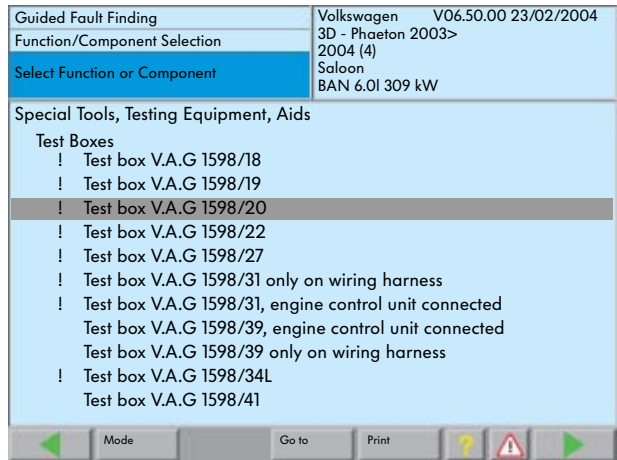 Guided Fault Finding
Function/Component Selection
Select Function or Component
Volkswagen V06.50.00 23/02/2004
3D - Phaeton 2003>
2004 (4)
Saloon
BAN 6.0l 309 kW
Special Tools, Testing Equipment, Aids
Test Boxes
! Test box V.A.G 1598/18
! Test box V.A.G 1598/19
! Test box V.A.G 1598/20
! Test box V.A.G 1598/22
! Test box V.A.G 1598/27
! Test box V.A.G 1598/31 only on wiring harness
! Test box V.A.G 1598/31, engine control unit connected
Test box V.A.G 1598/39, engine control unit connected
Test box V.A.G 1598/39 only on wiring harness
! Test box V.A.G 1598/34L
Test box V.A.G 1598/41
Mode Go to Print ? !